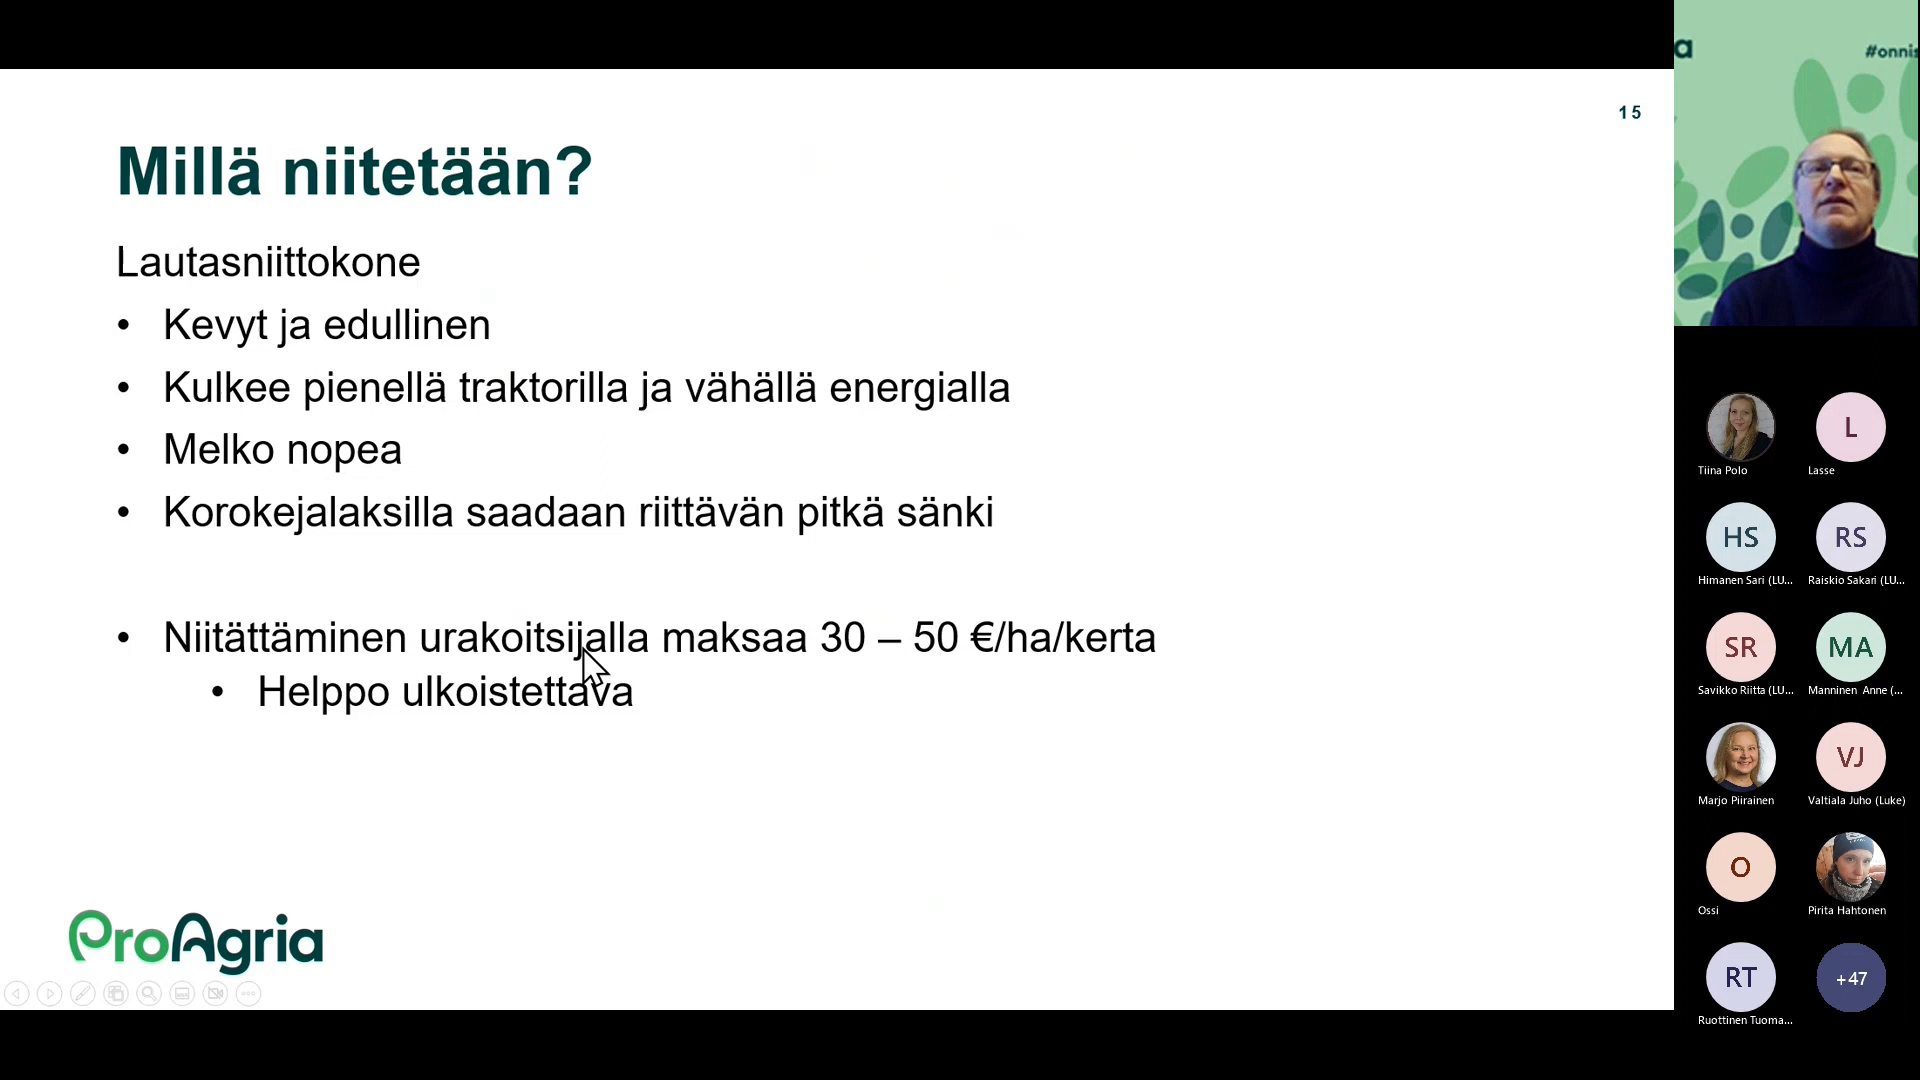 15
Millä niitetään?
Lautasniittokone
• Kevyt ja edullinen
• Kulkee pienellä traktorilla ja vähällä energialla
• Melko nopea
• Korokejalaksilla saadaan riittävän pitkä sänki
• Niitättäminen urakoitsijalla maksaa 30 – 50 €/ha/kerta
• Helppo ulkoistettava
ProAgria
a
#onnis
Tiina Polo
L
Lasse
HS
Himanen Sari (LU...
RS
Raiskio Sakari (LU...
SR
Savikko Riitta (LU...
MA
Manninen Anne (...
Marjo Piirainen
VJ
Valtiala Juho (Luke)
O
Ossi
Pirita Hahtonen
RT
Ruottinen Tuoma...
+47